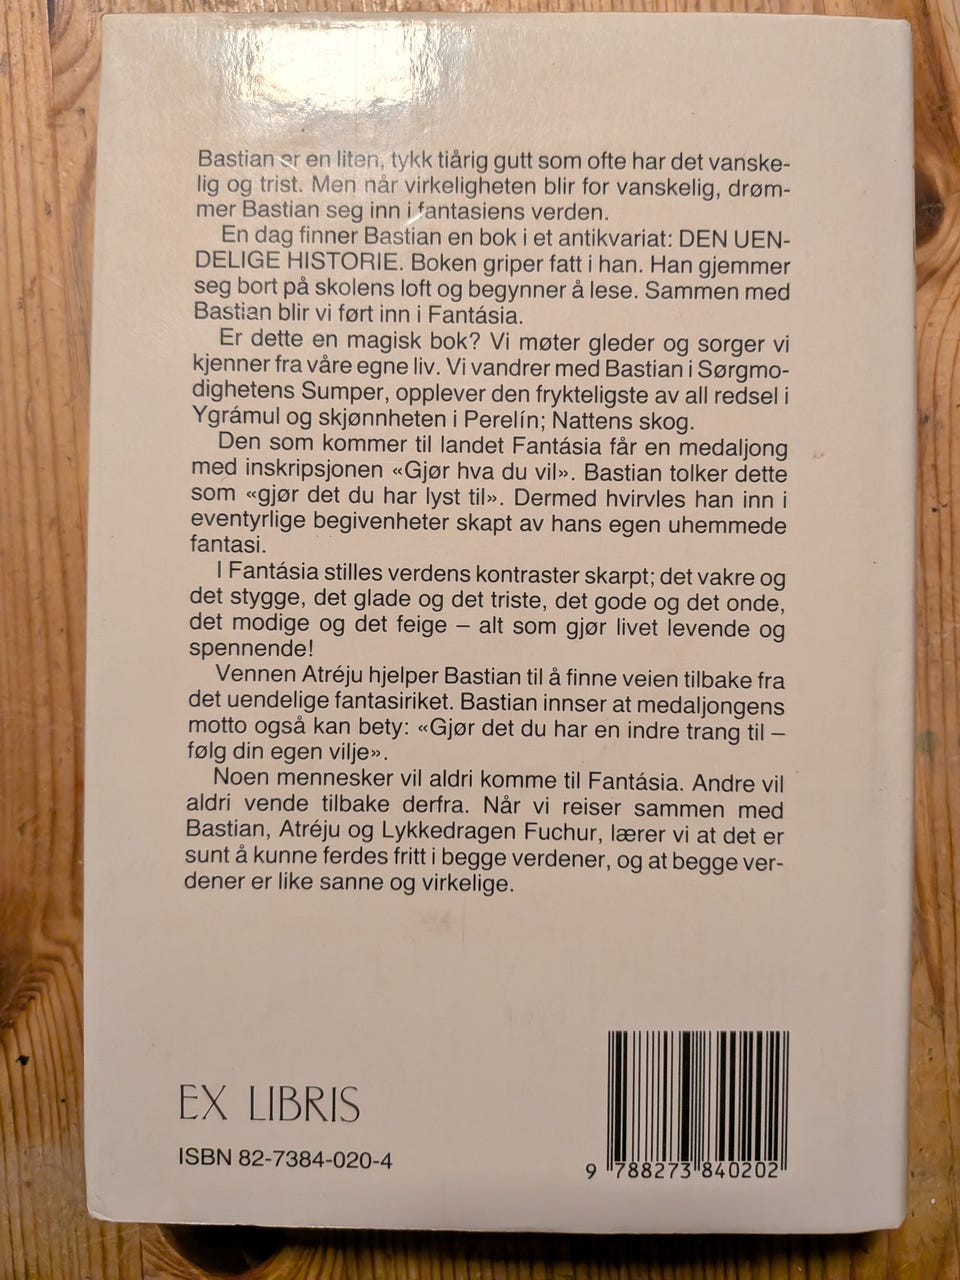 Bastian er en liten, tykk tiårig gutt som ofte har det vanske-
lig og trist. Men når virkeligheten blir for vanskelig, drøm-
mer Bastian seg inn i fantasiens verden.
En dag finner Bastian en bok i et antikvariat: DEN UEN-
DELIGE HISTORIE. Boken griper fatt i han. Han gjemmer
seg bort på skolens loft og begynner å lese. Sammen med
Bastian blir vi ført inn i Fantásia.
Er dette en magisk bok? Vi møter gleder og sorger vi
kjenner fra våre egne liv. Vi vandrer med Bastian i Sørgmo-
dighetens Sumper, opplever den frykteligste av all redsel i
Ygrámul og skjønnheten i Perelín; Nattens skog.
Den som kommer til landet Fantásia får en medaljong
med inskripsjonen «Gjør hva du vil». Bastian tolker dette
som «gjør det du har lyst til». Dermed hvirvles han inn i
eventyrlige begivenheter skapt av hans egen uhemmede
fantasi.
I Fantásia stilles verdens kontraster skarpt; det vakre og
det stygge, det glade og det triste, det gode og det onde,
det modige og det feige – alt som gjør livet levende og
spennende!
Vennen Atréju hjelper Bastian til å finne veien tilbake fra
det uendelige fantasiriket. Bastian innser at medaljongens
motto også kan bety: «Gjør det du har en indre trang til –
følg din egen vilje».
Noen mennesker vil aldri komme til Fantásia. Andre vil
aldri vende tilbake derfra. Når vi reiser sammen med
Bastian, Atréju og Lykkedragen Fuchur, lærer vi at det er
sunt å kunne ferdes fritt i begge verdener, og at begge ver-
dener er like sanne og virkelige.
EX LIBRIS
ISBN 82-7384-020-4
9 788273 840202